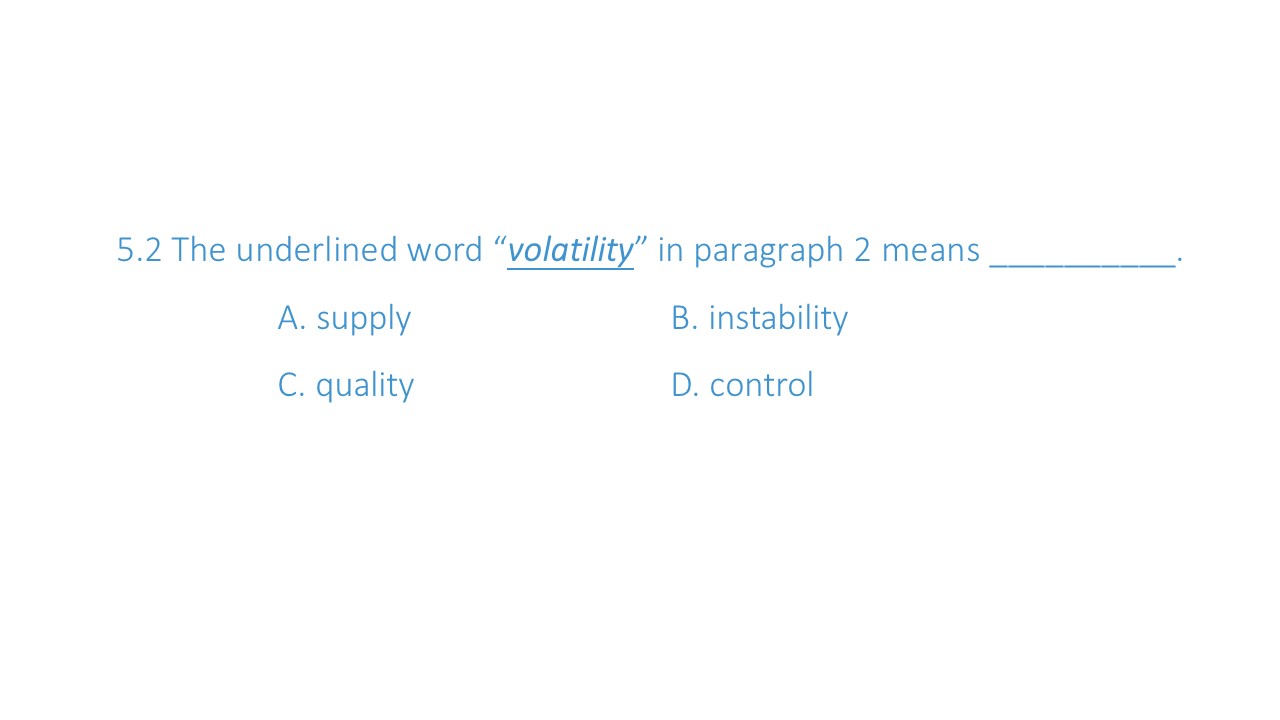 5.2 The underlined word “volatility” in paragraph 2 means __________.
A. supply B. instability
C. quality D. control